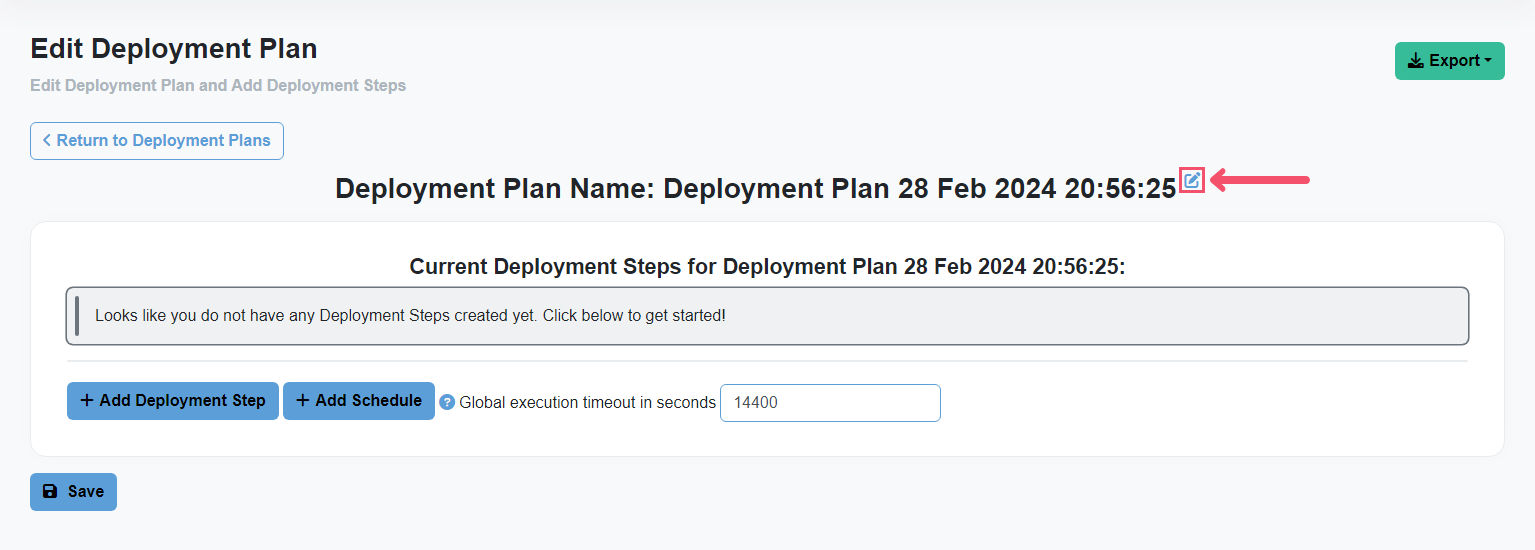 Edit Deployment Plan
Export
Edit Deployment Plan and Add Deployment Steps
Return to Deployment Plans
Deployment Plan Name: Deployment Plan 28 Feb 2024 20:56:25
Current Deployment Steps for Deployment Plan 28 Feb 2024 20:56:25:
Looks like you do not have any Deployment Steps created yet. Click below to get started!
+ Add Deployment Step + Add Schedule ? Global execution timeout in seconds 14400
Save